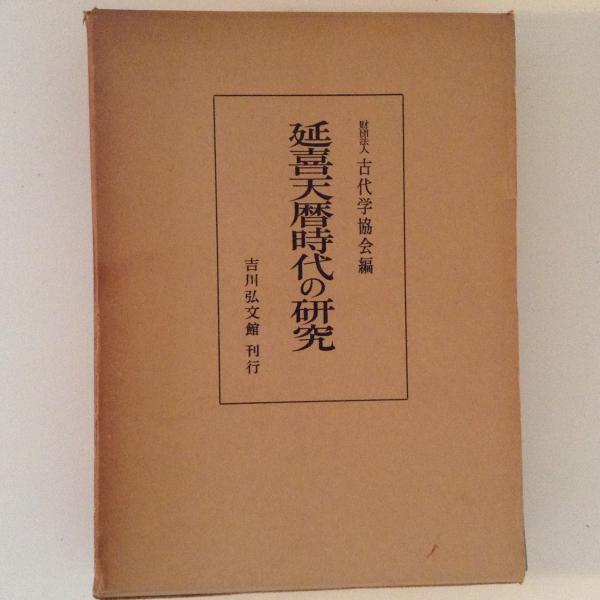 財団法人 古代学協会編
延喜天暦時代の研究
吉川弘文館 刊行